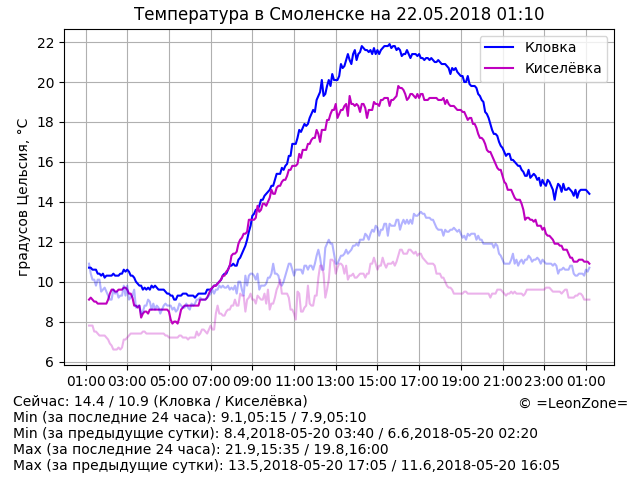 Температура в Смоленске на 22.05.2018 01:10
градусов Цельсия, °C
22
20
18
16
14
12
10
8
6
Кловка
Киселёвка
01:00 03:00 05:00 07:00 09:00 11:00 13:00 15:00 17:00 19:00 21:00 23:00 01:00
Сейчас: 14.4 / 10.9 (Кловка / Киселёвка)
© =LeonZone=
Min (за последние 24 часа): 9.1,05:15 / 7.9,05:10
Min (за предыдущие сутки): 8.4,2018-05-20 03:40 / 6.6,2018-05-20 02:20
Max (за последние 24 часа): 21.9,15:35 / 19.8,16:00
Max (за предыдущие сутки): 13.5,2018-05-20 17:05 / 11.6,2018-05-20 16:05